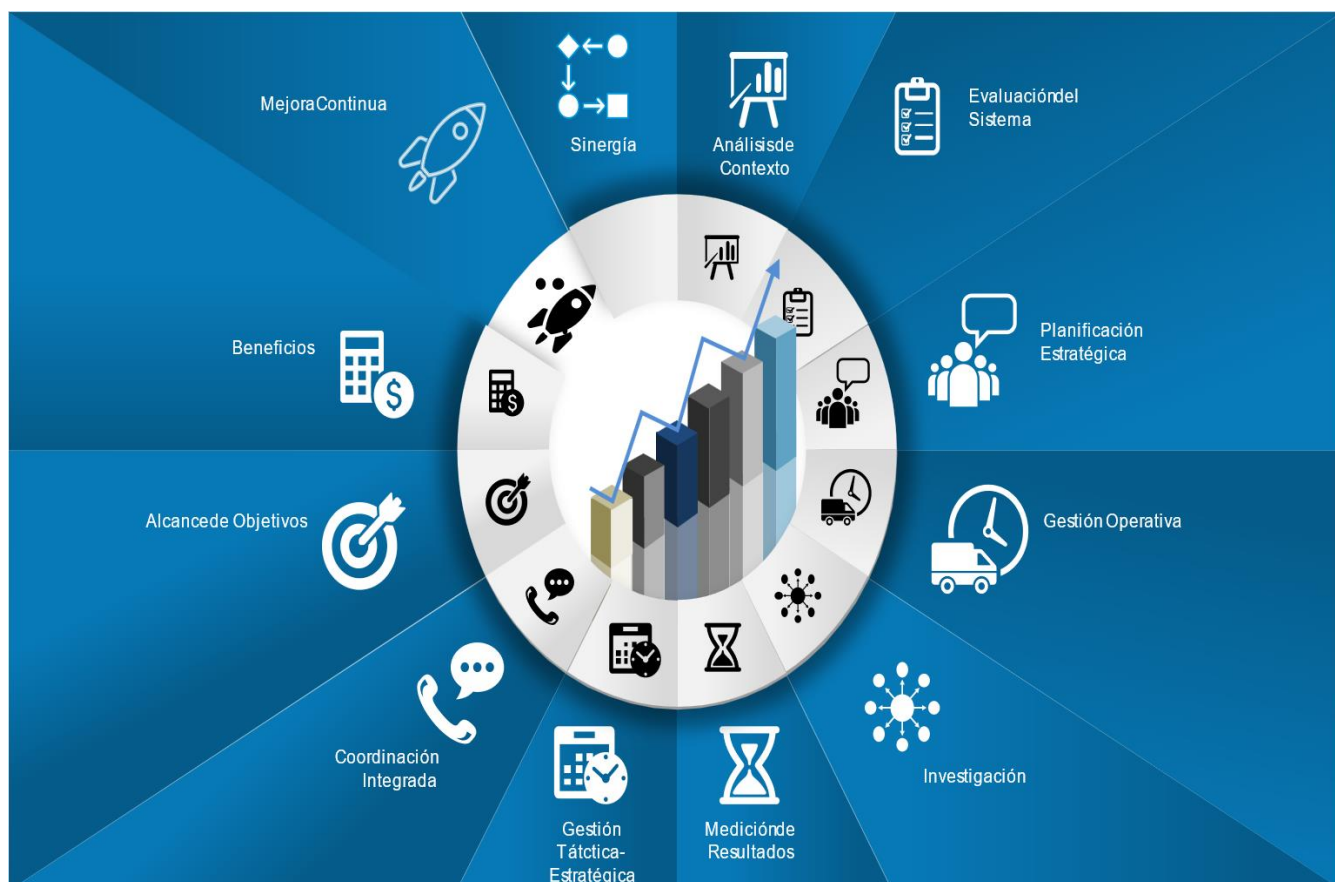 Sinergía
Análisisde
Contexto
Evaluacióndel
Sistema
Planificación
Estratégica
Gestión Operativa
Investigación
Mediciónde
Resultados
Gestión
Tátctica-
Estratégica
Coordinación
Integrada
Alcancede Objetivos
Beneficios
MejoraContinua